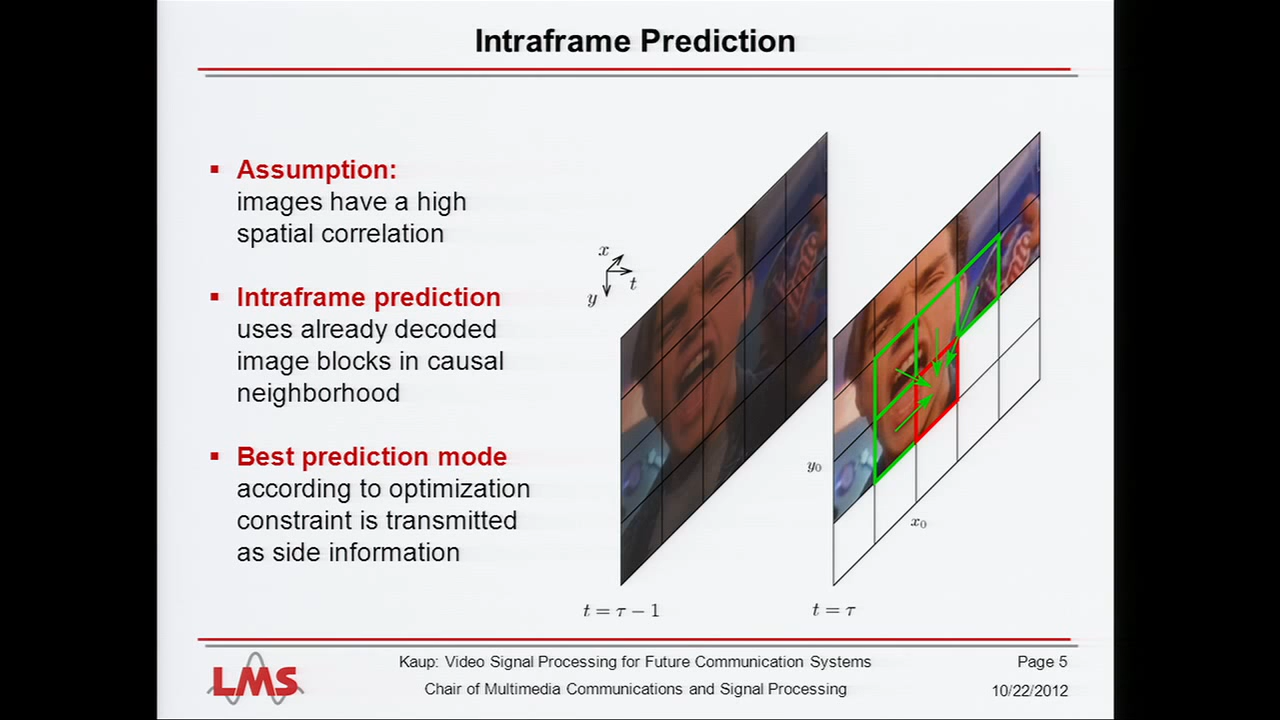 Intraframe Prediction
Assumption:
images have a high
spatial correlation
Intraframe prediction
uses already decoded
image blocks in causal
neighborhood
Best prediction mode
according to optimization
constraint is transmitted
as side information
x
t
y
y₀
x₀
t = τ − 1
t = τ
LMS
Kaup: Video Signal Processing for Future Communication Systems
Chair of Multimedia Communications and Signal Processing
Page 5
10/22/2012